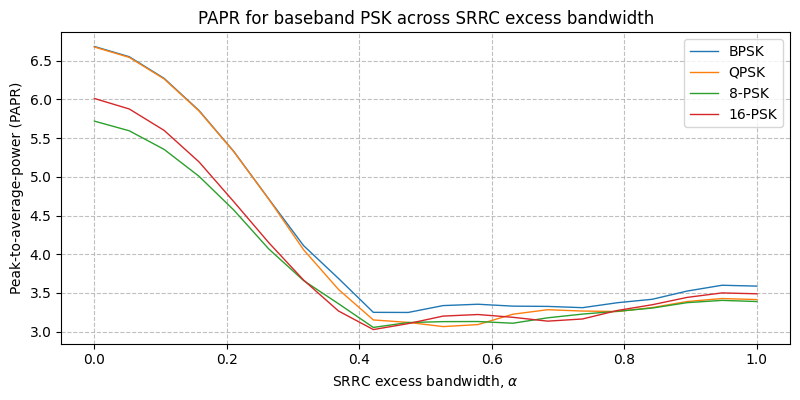 PAPR for baseband PSK across SRRC excess bandwidth
Peak-to-average-power (PAPR)
6.5
6.0
5.5
5.0
4.5
4.0
3.5
3.0
BPSK
QPSK
8-PSK
16-PSK
0.0 0.2 0.4 0.6 0.8 1.0
SRRC excess bandwidth, α